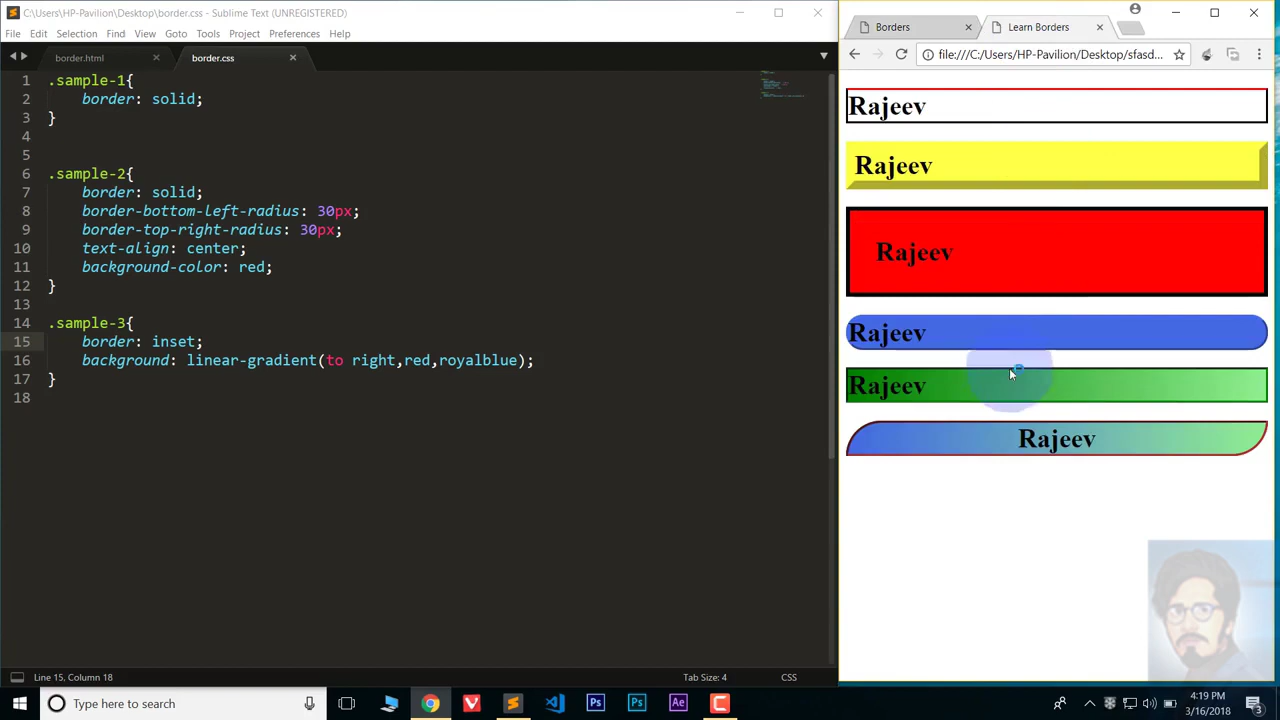 C:\Users\HP-Pavilion\Desktop\border.css - Sublime Text (UNREGISTERED)
File Edit Selection Find View Goto Tools Project Preferences Help
border.html
border.css
1 .sample-1{
2 border: solid;
3 }
4
5
6 .sample-2{
7 border: solid;
8 border-bottom-left-radius: 30px;
9 border-top-right-radius: 30px;
10 text-align: center;
11 background-color: red;
12 }
13
14 .sample-3{
15 border: inset;
16 background: linear-gradient(to right,red,royalblue);
17 }
18
Line 15, Column 18
Tab Size: 4
CSS
Borders
Learn Borders
file:///C:/Users/HP-Pavilion/Desktop/sfasd...
Rajeev
Rajeev
Rajeev
Rajeev
Rajeev
Rajeev
Type here to search
Ps
Ps
Ae
4:19 PM
3/16/2018
3